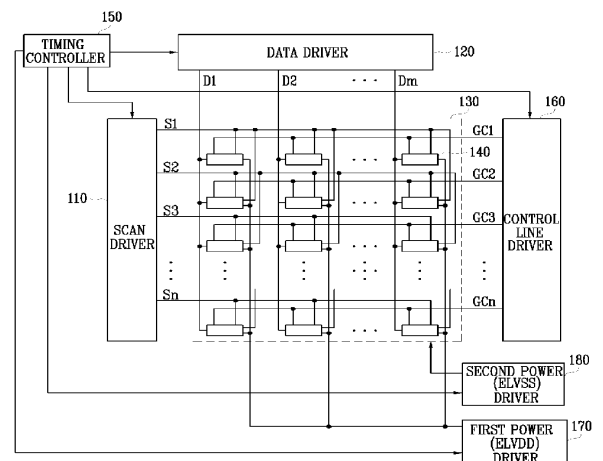 150
TIMING
CONTROLLER
DATA DRIVER
120
D1 D2 ... Dm
130
160
S1
GC1
140
S2
GC2
110
S3
GC3
SCAN
DRIVER
CONTROL
LINE
DRIVER
Sn
GCn
180
SECOND POWER
(ELVSS)
DRIVER
170
FIRST POWER
(ELVDD)
DRIVER